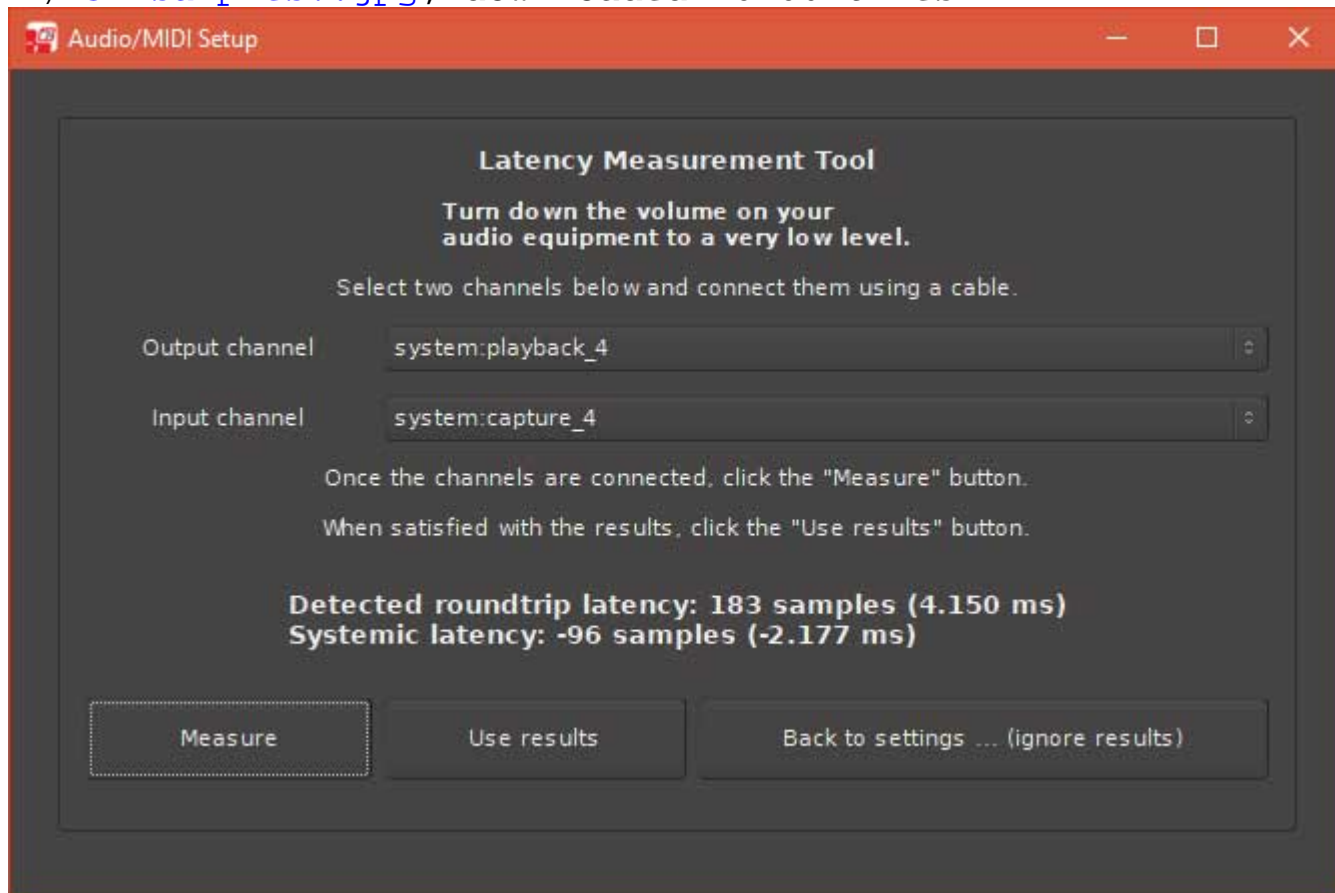 Audio/MIDI Setup
Latency Measurement Tool
Turn down the volume on your
audio equipment to a very low level.
Select two channels below and connect them using a cable.
Output channel system:playback_4
Input channel system:capture_4
Once the channels are connected, click the "Measure" button.
When satisfied with the results, click the "Use results" button.
Detected roundtrip latency: 183 samples (4.150 ms)
Systemic latency: -96 samples (-2.177 ms)
Measure Use results Back to settings ... (ignore results)